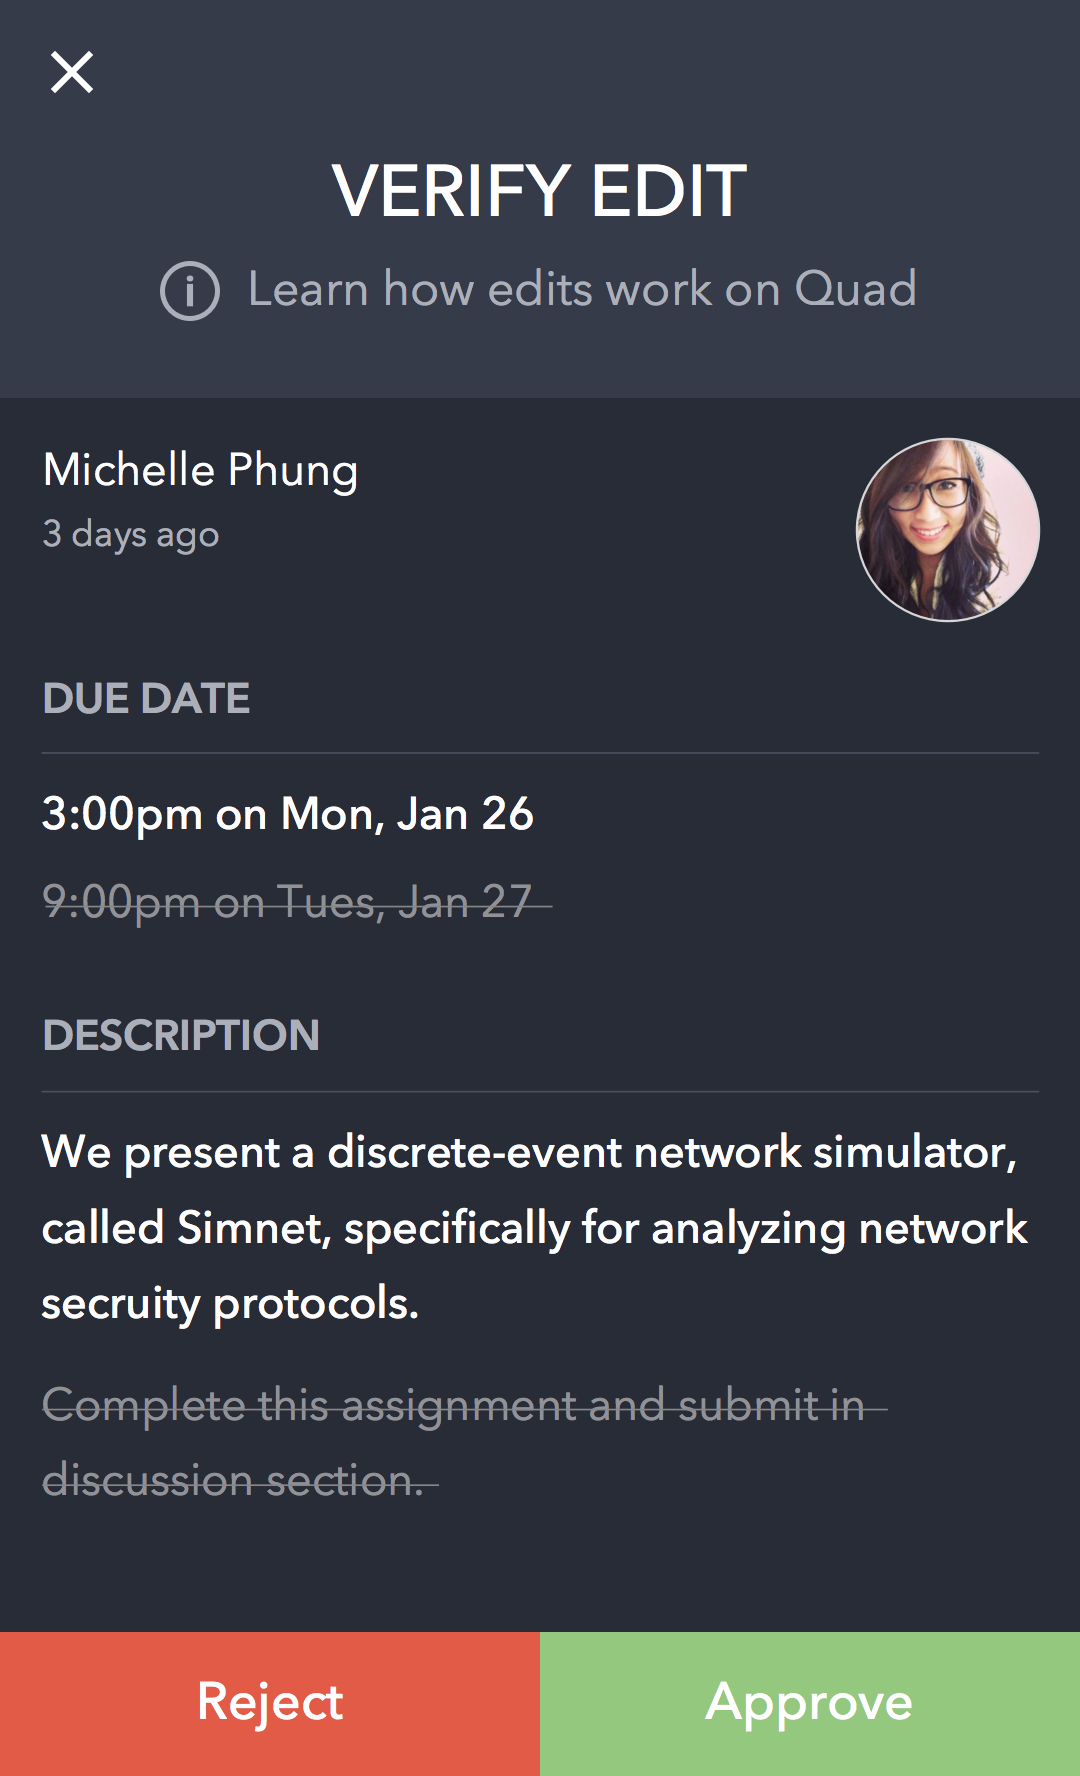 VERIFY EDIT
Learn how edits work on Quad
Michelle Phung
3 days ago
DUE DATE
3:00pm on Mon, Jan 26
9:00pm on Tues, Jan 27
DESCRIPTION
We present a discrete-event network simulator,
called Simnet, specifically for analyzing network
secruity protocols.
Complete this assignment and submit in
discussion section.
Reject
Approve